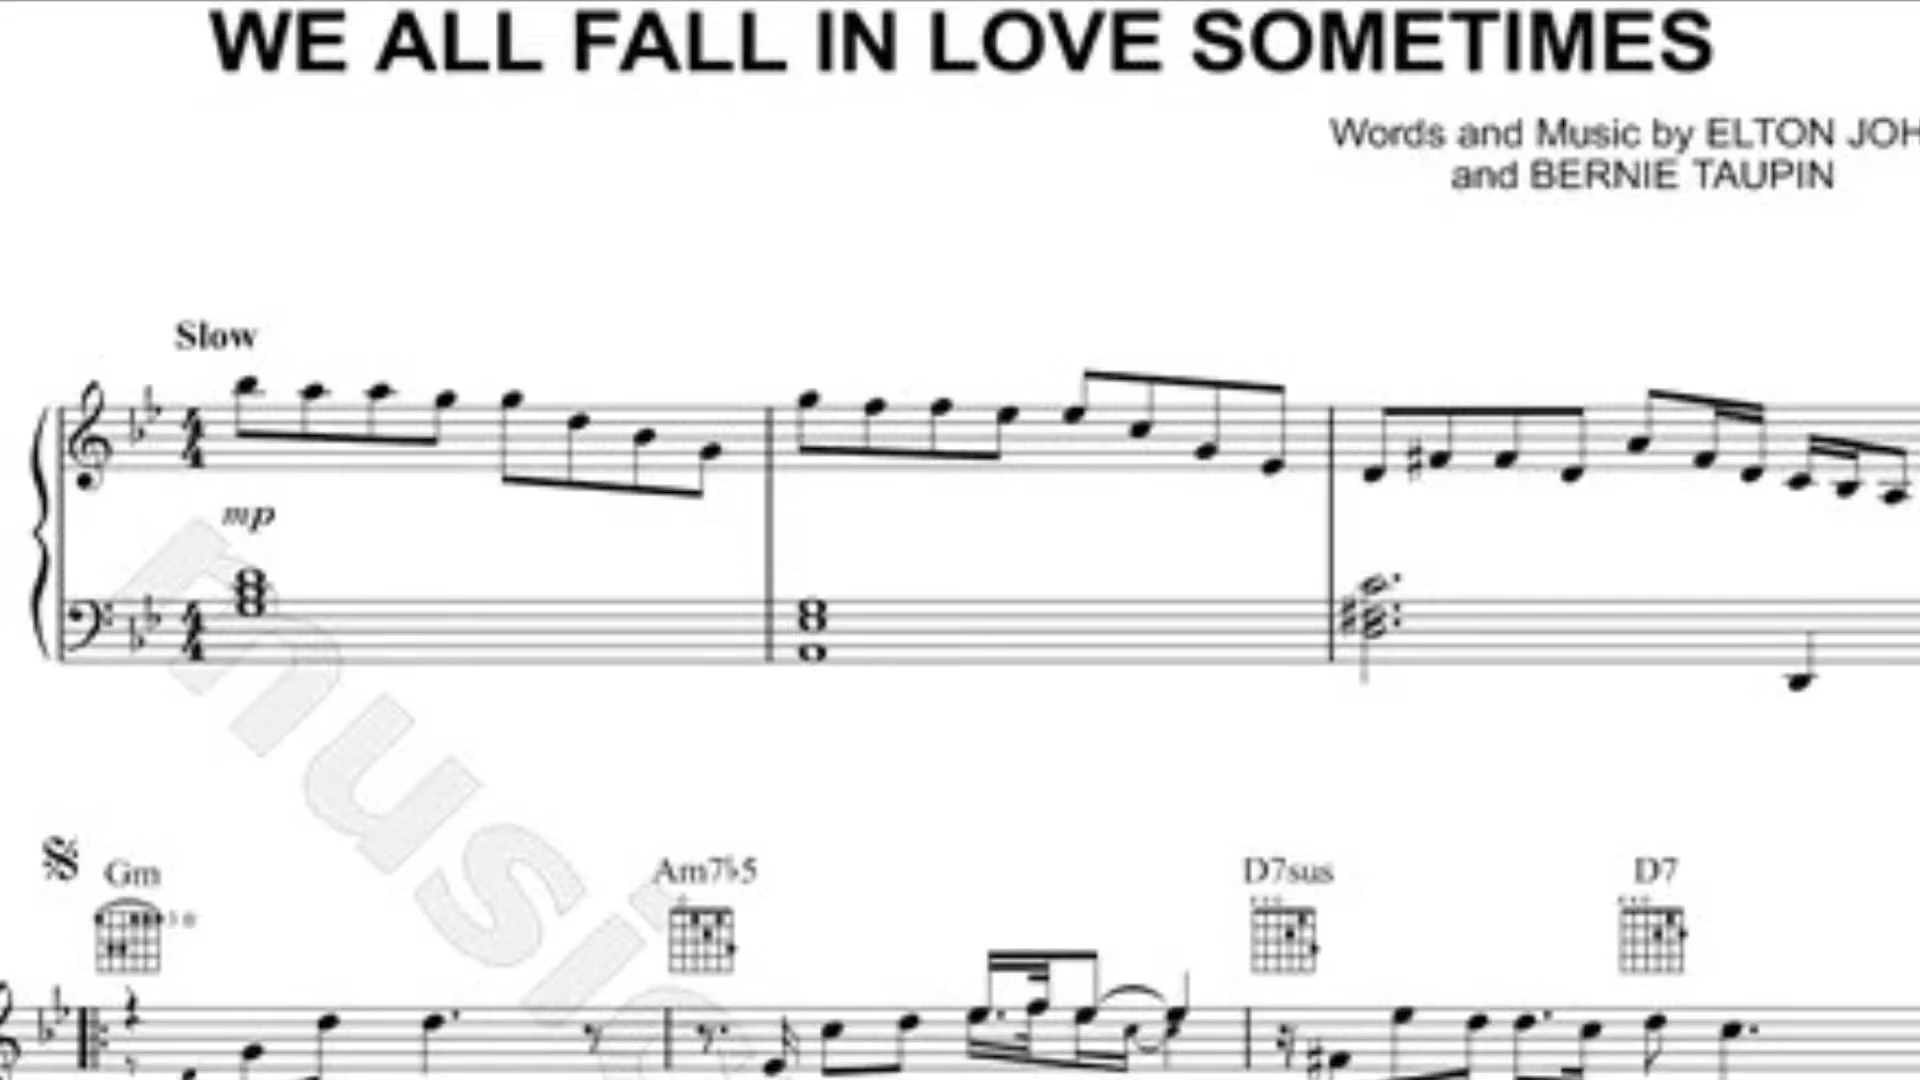 WE ALL FALL IN LOVE SOMETIMES
Words and Music by ELTON JOH
and BERNIE TAUPIN
Slow
mp
music
Gm
Am7♭5
D7sus
D7